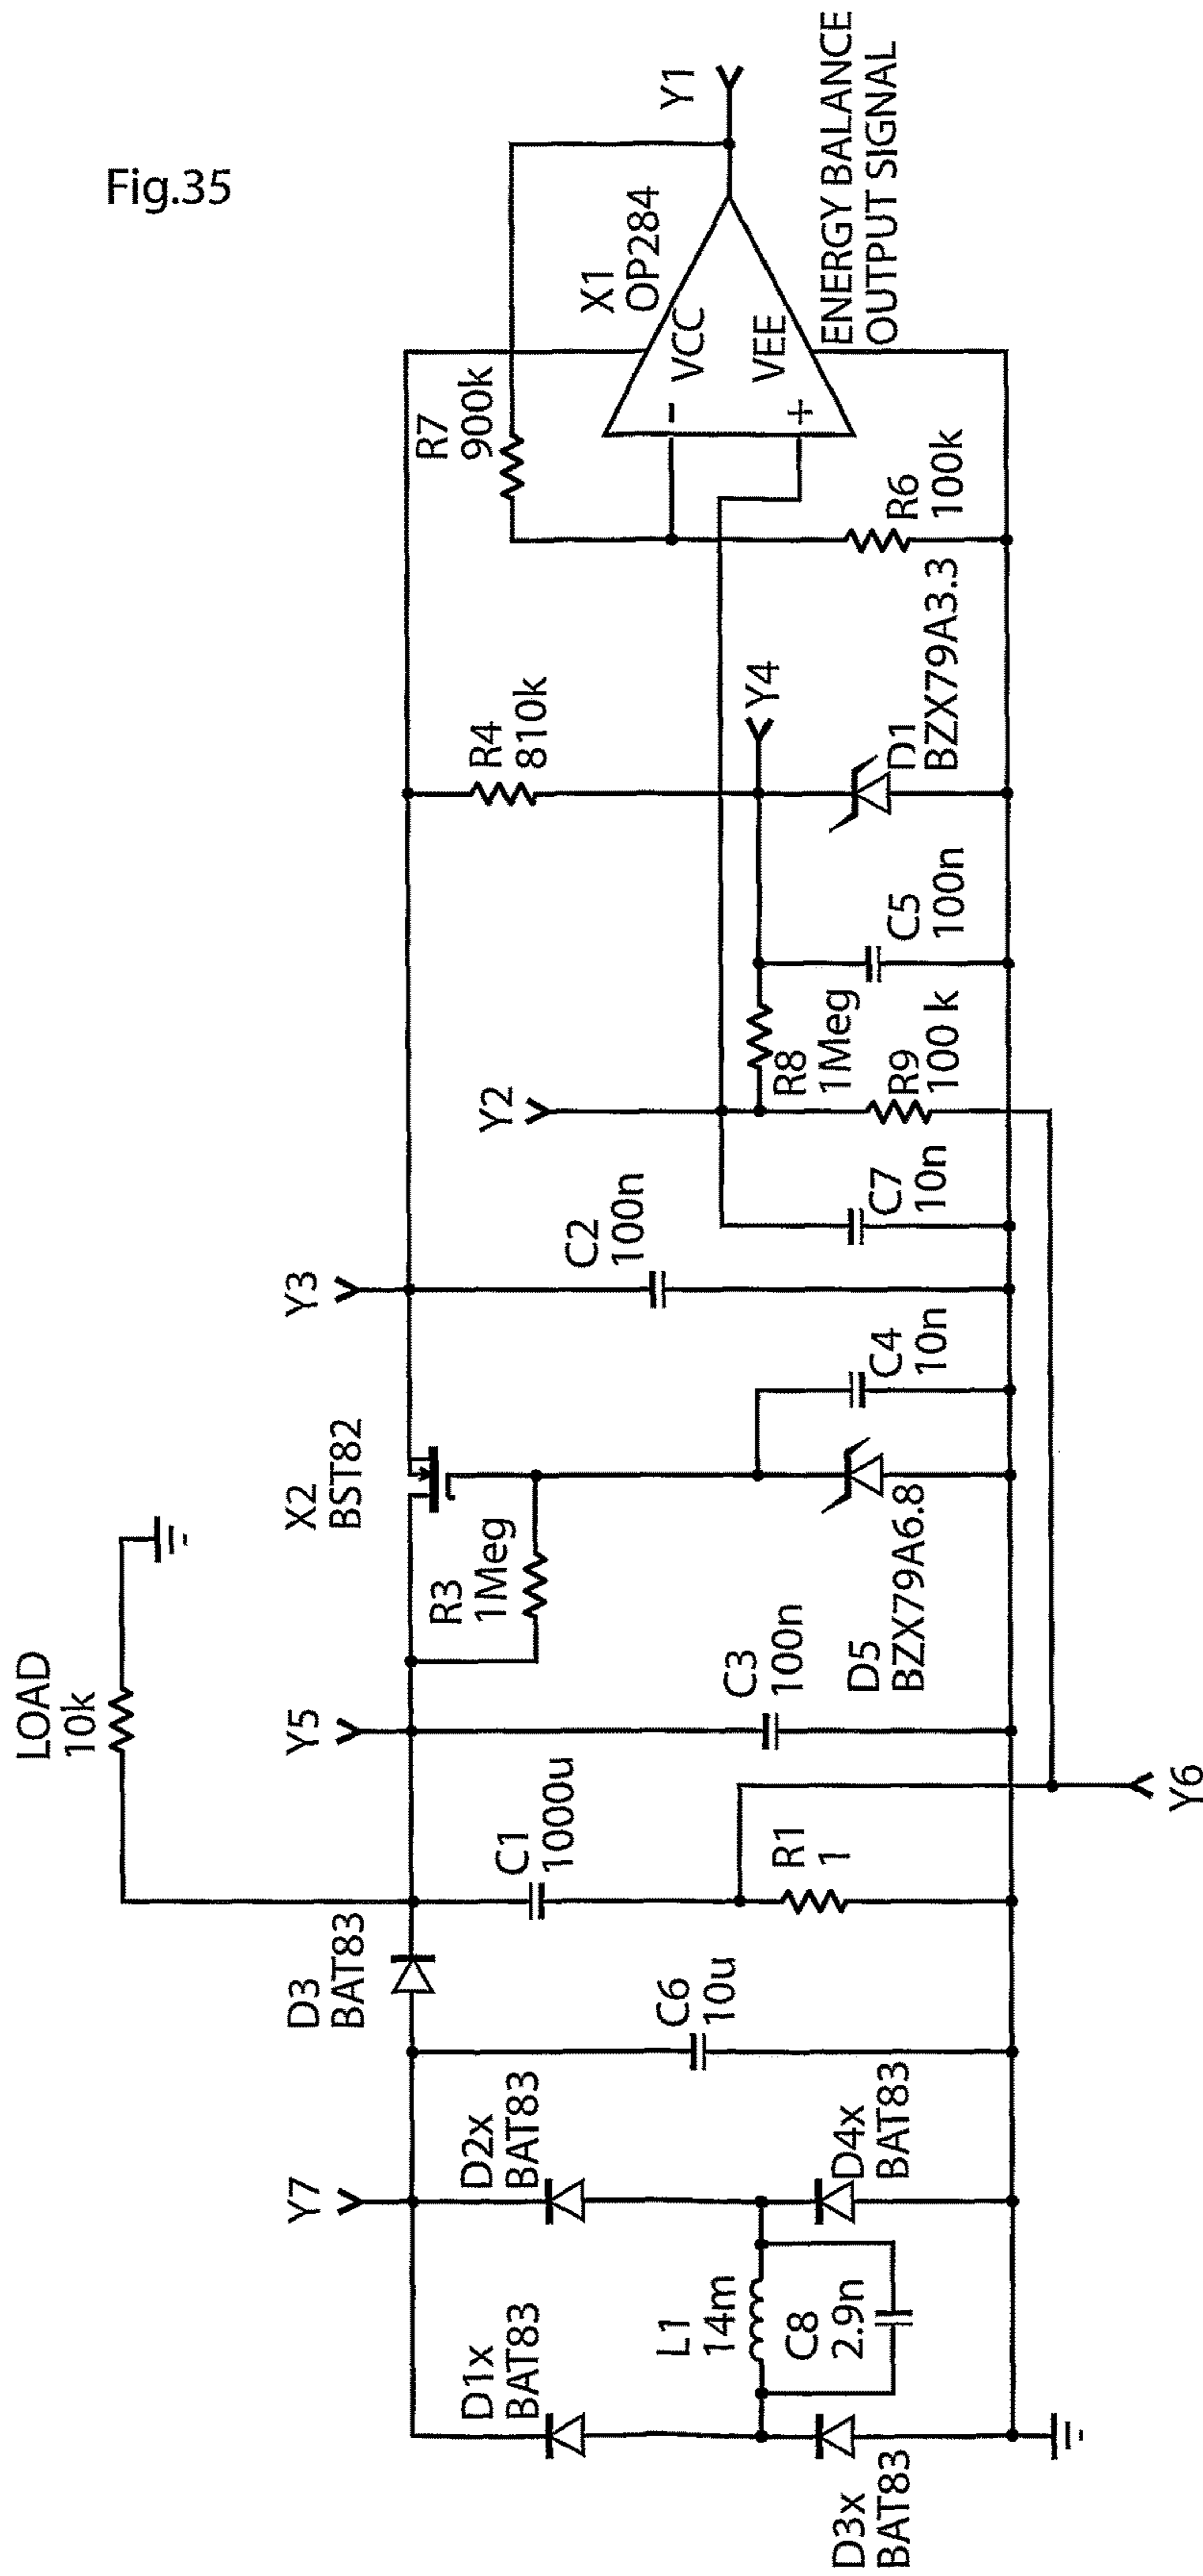 Fig.35
LOAD
10k
Y7
D3
BAT83
Y5
X2
BST82
Y3
Y2
D1x
BAT83
D2x
BAT83
C1
1000u
R3
1Meg
C2
100n
R4
810k
R7
900k
X1
OP284
Y1
L1
14m
C6
10u
C3
100n
Y4
VCC
-
VEE
+
C8
2.9n
R1
1
R8
1Meg
D3x
BAT83
D4x
BAT83
D5
BZX79A6.8
C4
10n
C7
10n
R9
100 k
C5
100n
D1
BZX79A3.3
R6
100k
ENERGY BALANCE
OUTPUT SIGNAL
Y6